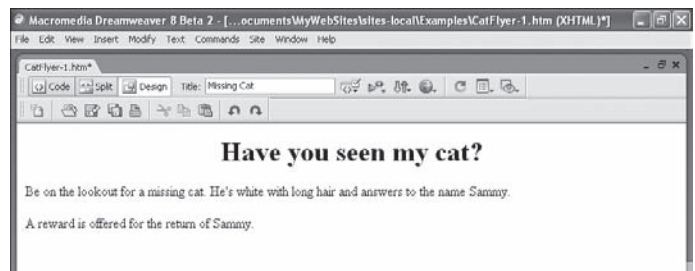 Macromedia Dreamweaver 8 Beta 2 - [...ocuments\MyWebSites\sites-local\Examples\CatFlyer-1.htm (XHTML)*]
File Edit View Insert Modify Text Commands Site Window Help
CatFlyer-1.htm*
Code Split Design Title: Missing Cat
Have you seen my cat?
Be on the lookout for a missing cat. He's white with long hair and answers to the name Sammy.
A reward is offered for the return of Sammy.